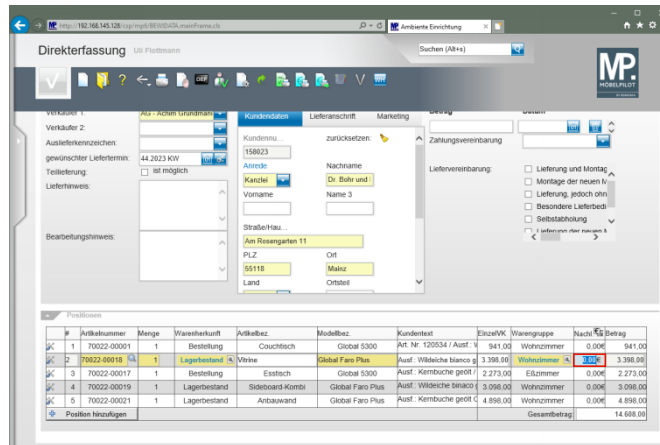 http://192.168.145.128/csp/mpll/BEWIDATA.mainFrame.cls
Ambiente Einrichtung
Direkterfassung Uli Flottmann
Suchen (Alt+s)
MP.
MÖBELPILOT
Verkäufer 1: AG - Achim Grundmann
Verkäufer 2:
Auslieferkennzeichen:
gewünschter Liefertermin: 44.2023 KW
Teillieferung: ist möglich
Lieferhinweis:
Bearbeitungshinweis:
Kundendaten Lieferanschrift Marketing
Kundennu... zurücksetzen:
158023
Anrede Nachname
Kanzlei Dr. Bohr und
Vorname Name 3
Straße/Hau...
Am Rosengarten 11
PLZ Ort
55118 Mainz
Land Ortsteil
Betrag Datum
Zahlungsvereinbarung
Liefervereinbarung:
Lieferung und Montag
Montage der neuen M
Lieferung, jedoch ohn
Besondere Lieferbedi
Selbstabholung
Lieferung der neuen M
Positionen
# Artikelnummer Menge Warenherkunft Artikelbez. Modellbez. Kundentext EinzelVK Warengruppe Nachl. Betrag
1 70022-00001 1 Bestellung Couchtisch Global 5300 Art. Nr. 120534 / Ausf.: 941,00 Wohnzimmer 0,00€ 941,00
2 70022-00018 1 Lagerbestand Vitrine Global Faro Plus Ausf.: Wildeiche bianco g 3.398,00 Wohnzimmer 0,00€ 3.398,00
3 70022-00017 1 Bestellung Esstisch Global 5300 Ausf.: Kernbuche geölt / 2.273,00 Eßzimmer 0,00€ 2.273,00
4 70022-00019 1 Lagerbestand Sideboard-Kombi Global Faro Plus Ausf.: Wildeiche binaco g 3.098,00 Wohnzimmer 0,00€ 3.098,00
5 70022-00021 1 Lagerbestand Anbauwand Global Faro Plus Ausf.: Kernbuche geölt 4.898,00 Wohnzimmer 0,00€ 4.898,00
Position hinzufügen Gesamtbetrag: 14.608,00